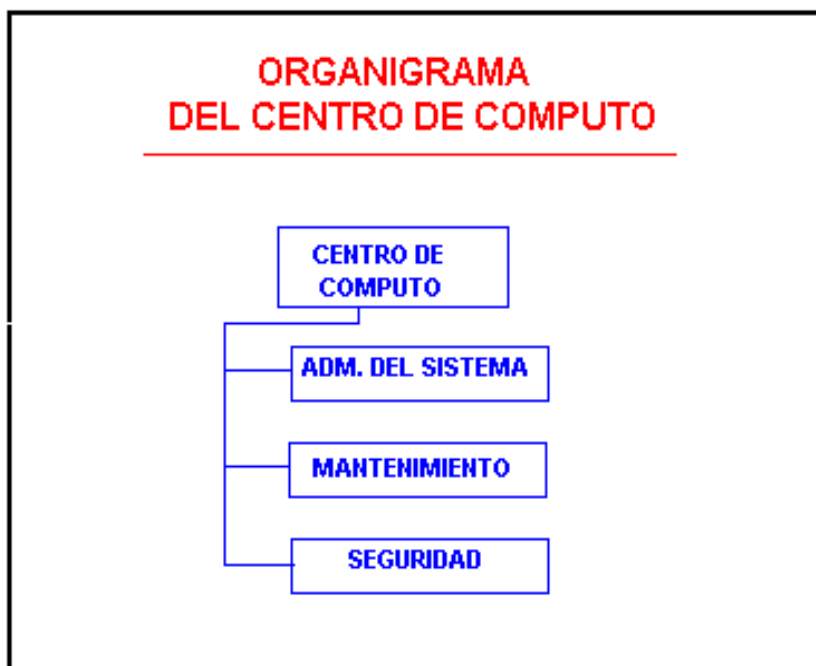 ORGANIGRAMA
DEL CENTRO DE COMPUTO
CENTRO DE
COMPUTO
ADM. DEL SISTEMA
MANTENIMIENTO
SEGURIDAD